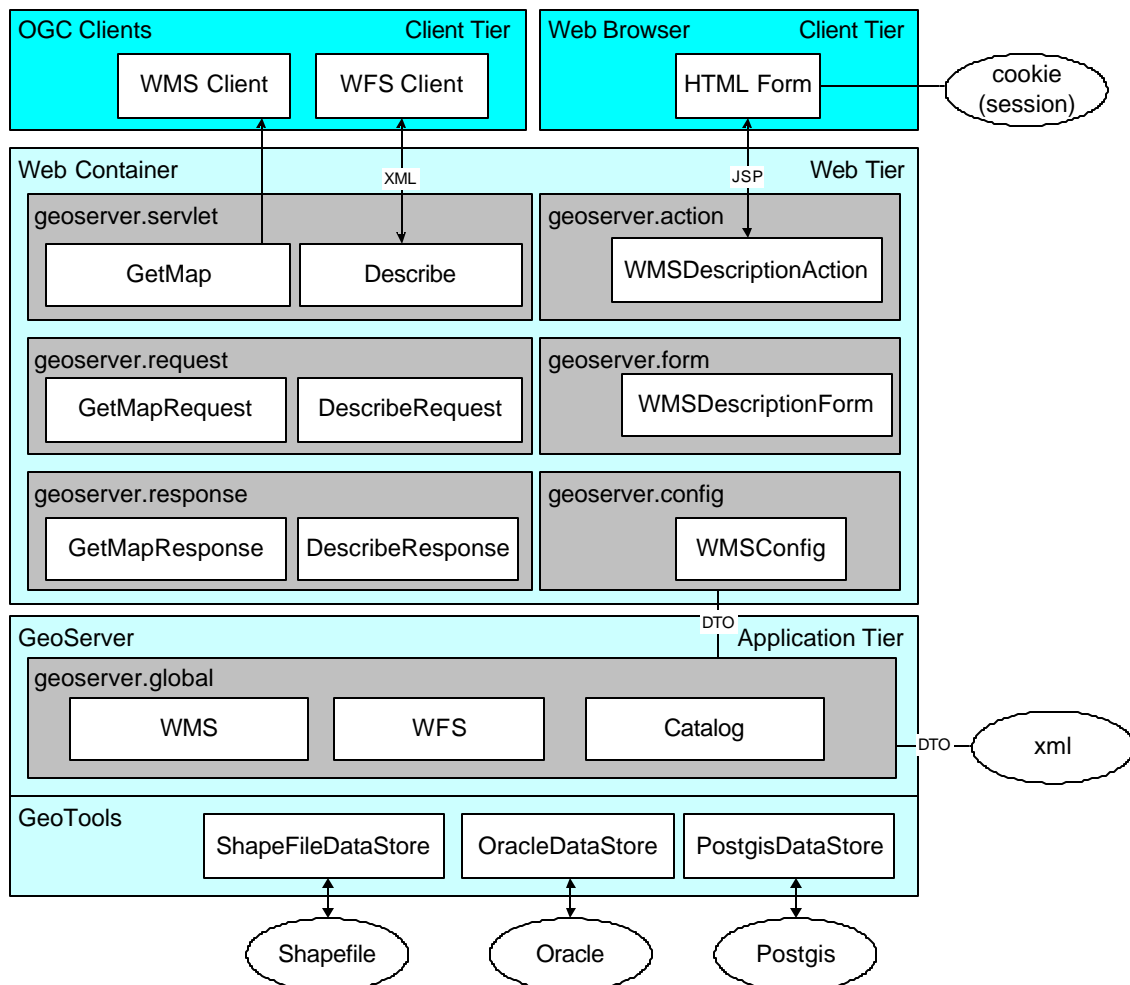 OGC Clients Client Tier
WMS Client
WFS Client
Web Browser Client Tier
HTML Form
cookie
(session)
Web Container Web Tier
XML
JSP
geoserver.servlet
GetMap
Describe
geoserver.action
WMSDescriptionAction
geoserver.request
GetMapRequest
DescribeRequest
geoserver.form
WMSDescriptionForm
geoserver.response
GetMapResponse
DescribeResponse
geoserver.config
WMSConfig
DTO
GeoServer Application Tier
geoserver.global
WMS
WFS
Catalog
DTO
xml
GeoTools
ShapeFileDataStore
OracleDataStore
PostgisDataStore
Shapefile
Oracle
Postgis